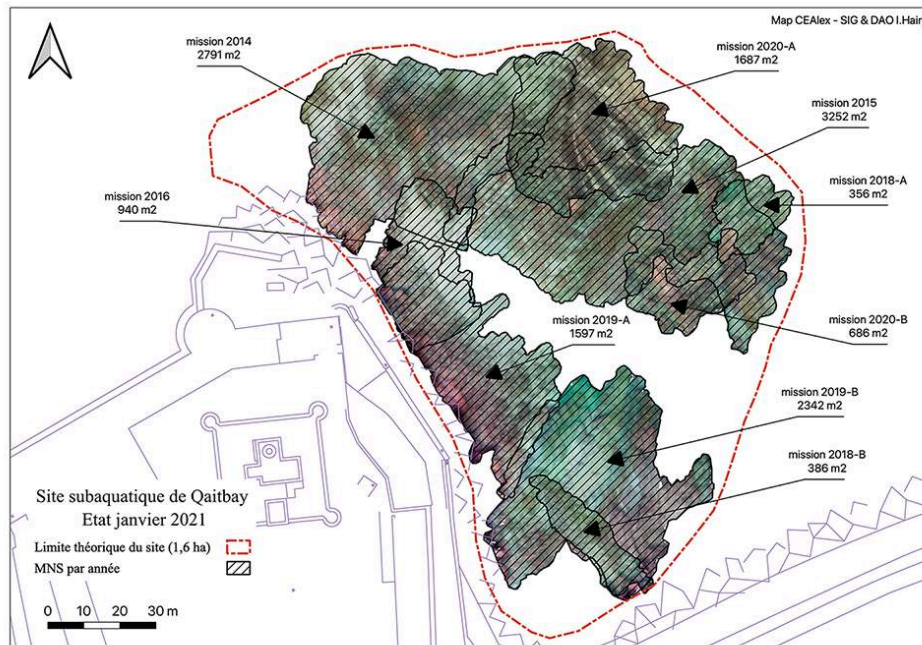 Map CEAlex - SIG & DAO I.Hair
mission 2014
2791 m2
mission 2020-A
1687 m2
mission 2015
3252 m2
mission 2018-A
356 m2
mission 2016
940 m2
mission 2019-A
1597 m2
mission 2020-B
686 m2
mission 2019-B
2342 m2
mission 2018-B
386 m2
Site subaquatique de Qaitbay
Etat janvier 2021
Limite théorique du site (1,6 ha)
MNS par année
0 10 20 30 m